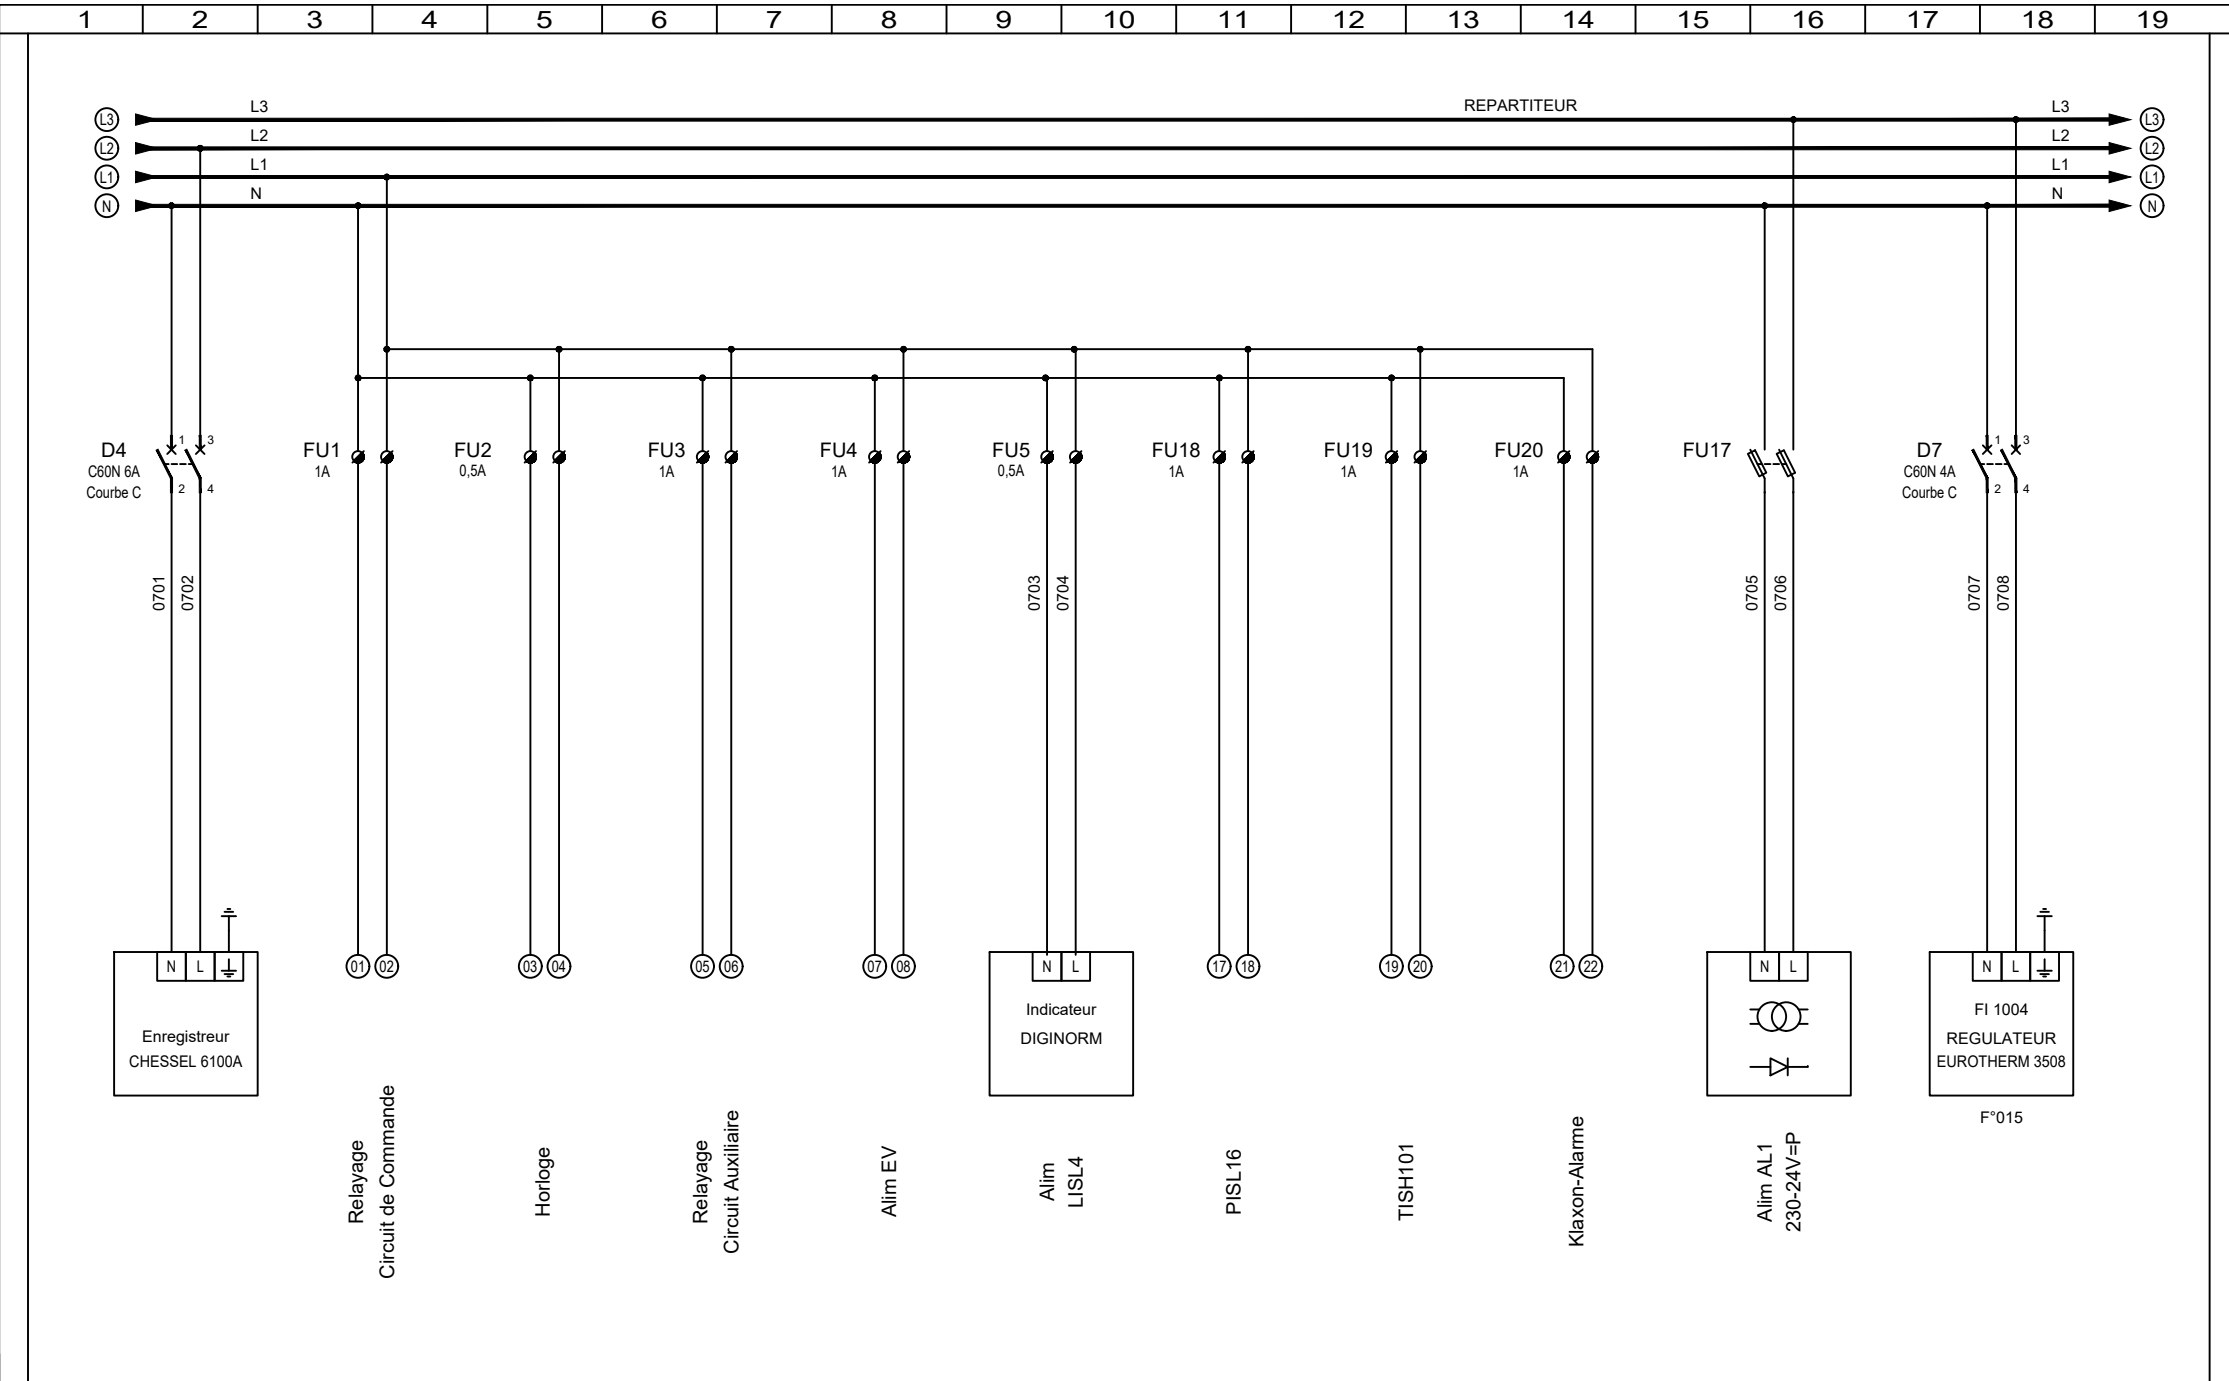 1 2 3 4 5 6 7 8 9 10 11 12 13 14 15 16 17 18 19
L3 L3 REPARTITEUR L3 L3
L2 L2 L2 L2
L1 L1 L1 L1
N N N N
D4
C60N 6A
Courbe C
1 3
2 4
FU1
1A
FU2
0,5A
FU3
1A
FU4
1A
FU5
0,5A
FU18
1A
FU19
1A
FU20
1A
FU17
D7
C60N 4A
Courbe C
1 3
2 4
0701
0702
0703
0704
0705
0706
0707
0708
N L
Enregistreur
CHESSEL 6100A
01 02
03 04
05 06
07 08
N L
Indicateur
DIGINORM
17 18
19 20
21 22
N L
N L
FI 1004
REGULATEUR
EUROTHERM 3508
F°015
Relayage
Circuit de Commande
Horloge
Relayage
Circuit Auxiliaire
Alim EV
Alim
LISL4
PISL16
TISH101
Klaxon-Alarme
Alim AL1
230-24V=P